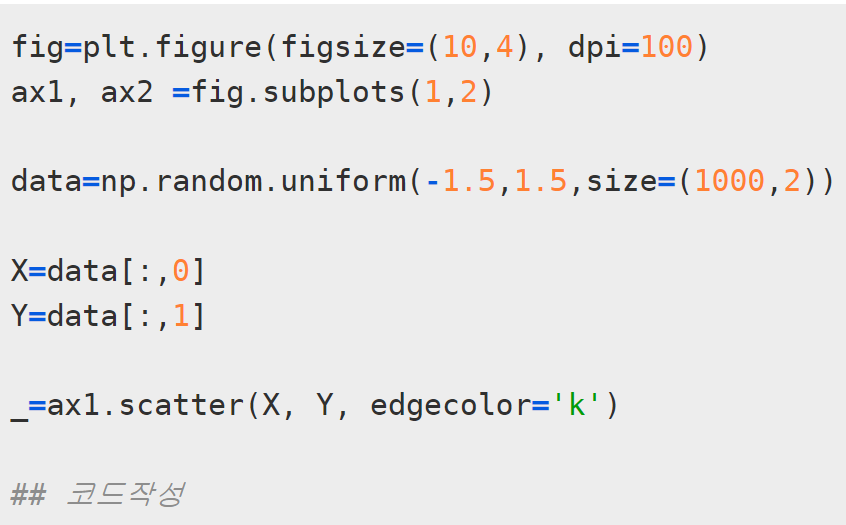 fig=plt.figure(figsize=(10,4), dpi=100)
ax1, ax2 =fig.subplots(1,2)
data=np.random.uniform(-1.5,1.5,size=(1000,2))
X=data[:,0]
Y=data[:,1]
_=ax1.scatter(X, Y, edgecolor='k')
## 코드작성